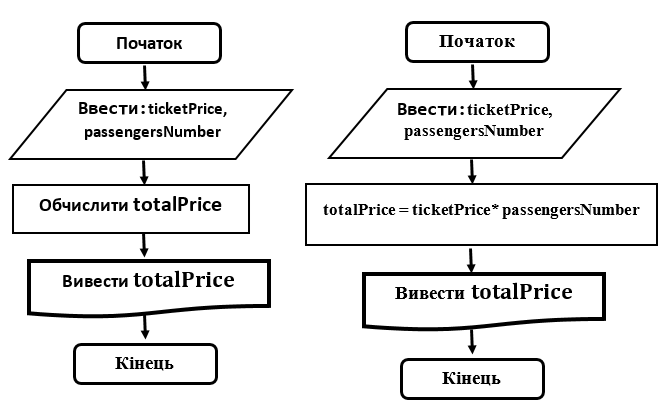 Початок
Ввести:ticketPrice,
passengersNumber
Обчислити totalPrice
Вивести totalPrice
Кінець
Початок
Ввести:ticketPrice,
passengersNumber
totalPrice = ticketPrice* passengersNumber
Вивести totalPrice
Кінець